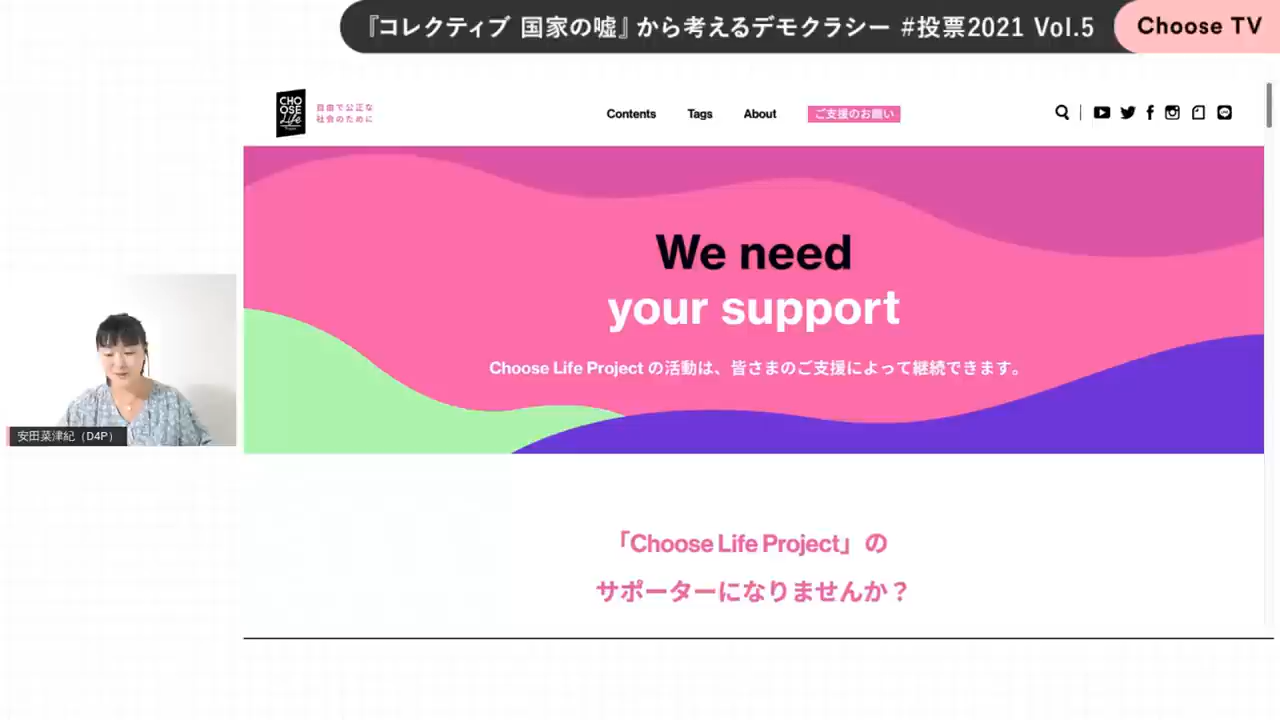 『コレクティブ 国家の嘘』から考えるデモクラシー #投票2021 Vol.5
Choose TV
CHO
OSE
Life
自由で公正な
社会のために
Contents
Tags
About
ご支援のお願い
We need
your support
Choose Life Project の活動は、皆さまのご支援によって継続できます。
安田菜津紀（D4P）
「Choose Life Project」の
サポーターになりませんか？